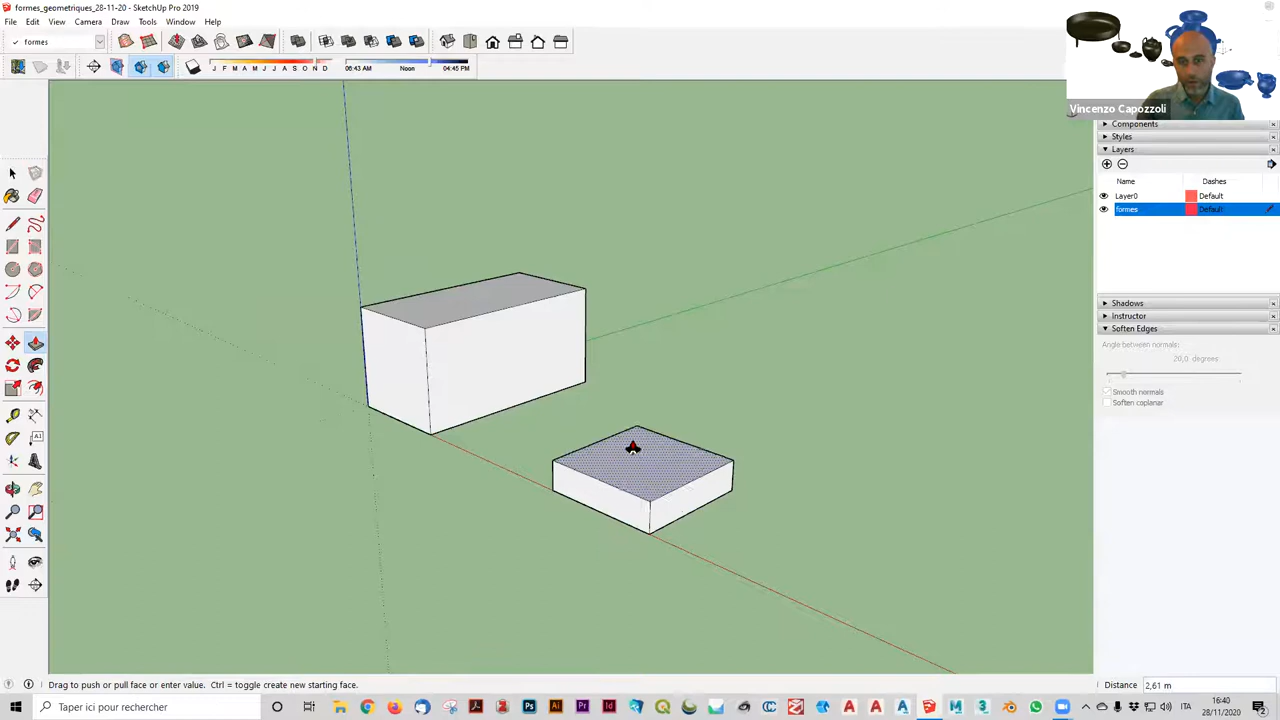 formes_geometriques_28-11-20 - SketchUp Pro 2019
File Edit View Camera Draw Tools Window Help
formes
J F M A M J J A S O N D
06:43 AM Noon 04:45 PM
Vincenzo Capozzoli
Components
Styles
Layers
Name Dashes
Layer0 Default
formes Default
Shadows
Instructor
Soften Edges
Angle between normals:
20,0 degrees
Smooth normals
Soften coplanar
Drag to push or pull face or enter value. Ctrl = toggle create new starting face.
Distance 2,61 m
Taper ici pour rechercher
ITA
16:40
28/11/2020